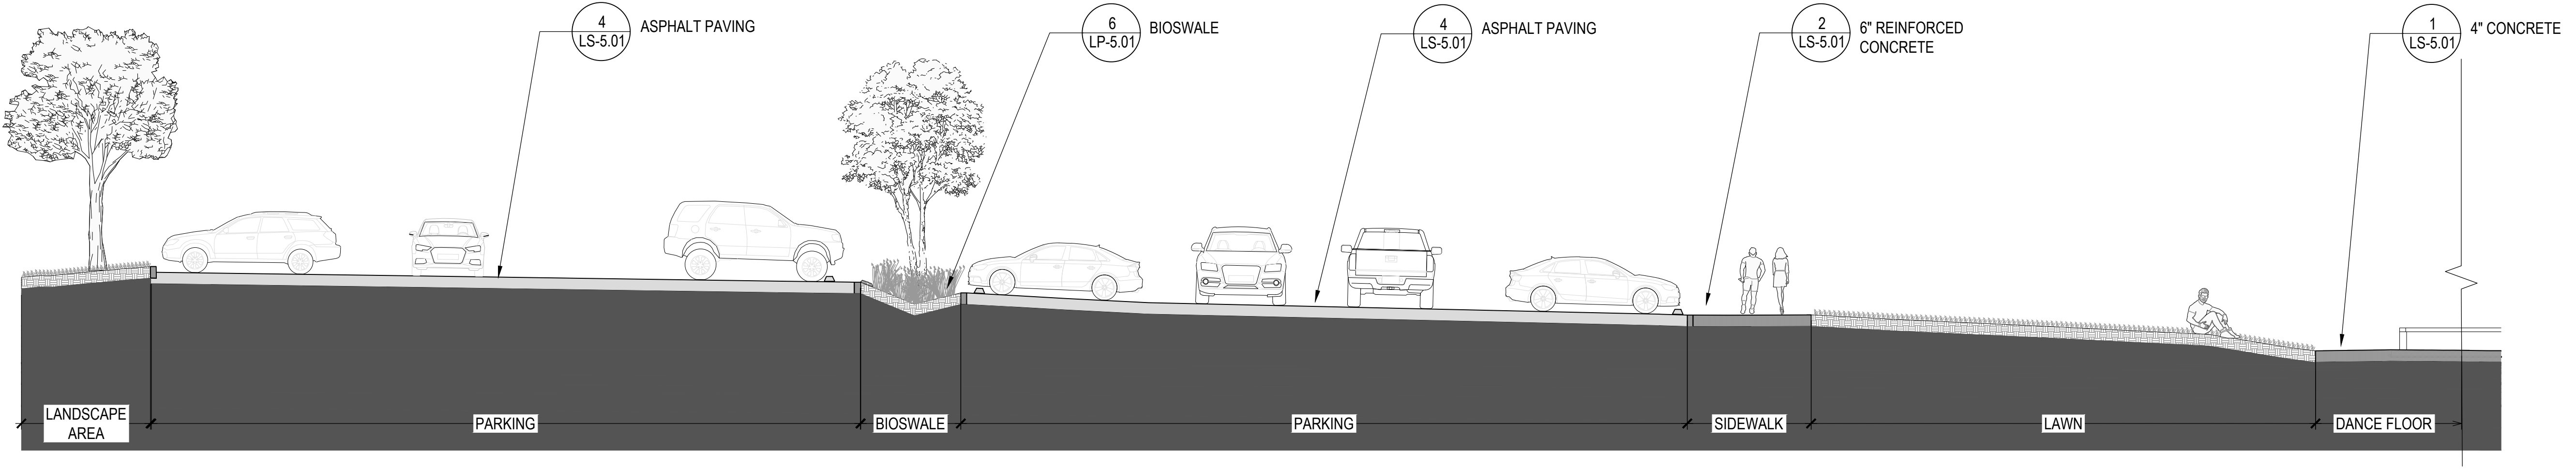 4
LS-5.01
ASPHALT PAVING
6
LP-5.01
BIOSWALE
4
LS-5.01
ASPHALT PAVING
2
LS-5.01
6" REINFORCED
CONCRETE
1
LS-5.01
4" CONCRETE
LANDSCAPE
AREA
PARKING
BIOSWALE
PARKING
SIDEWALK
LAWN
DANCE FLOOR